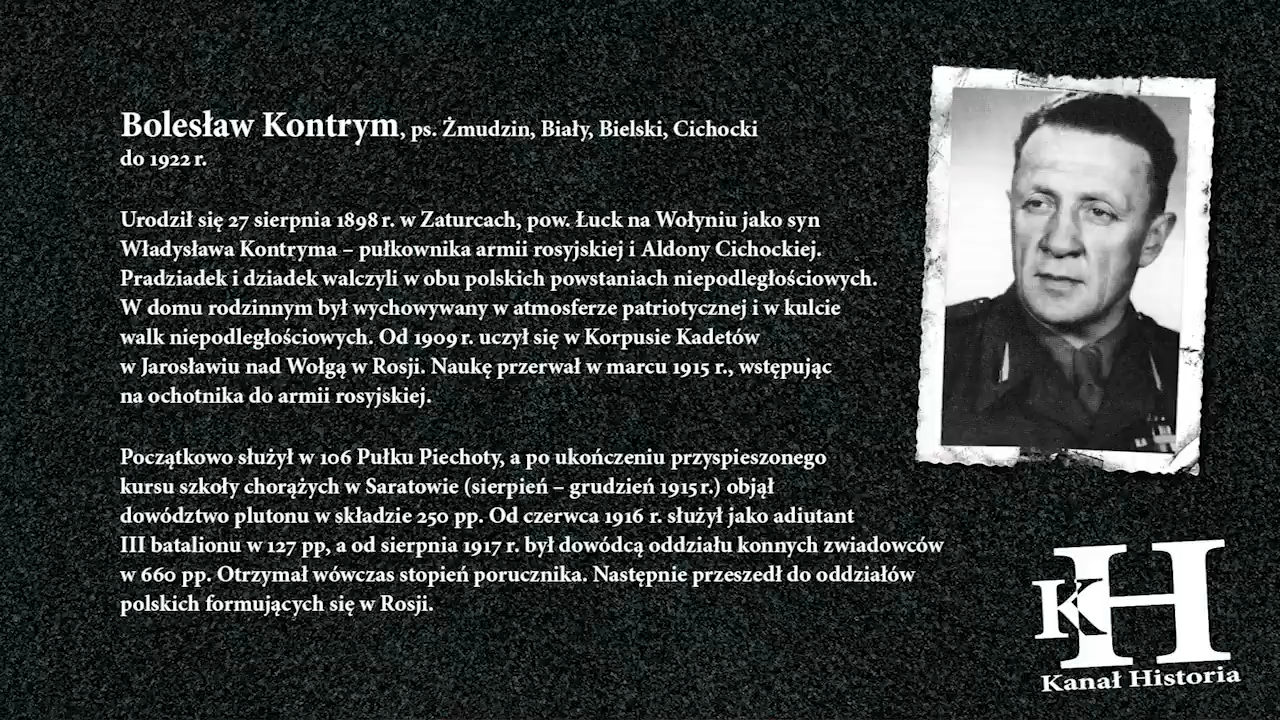 Bolesław Kontrym, ps. Żmudzin, Biały, Bielski, Cichocki
do 1922 r.
Urodził się 27 sierpnia 1898 r. w Zaturcach, pow. Łuck na Wołyniu jako syn
Władysława Kontryma – pułkownika armii rosyjskiej i Aldony Cichockiej.
Pradziadek i dziadek walczyli w obu polskich powstaniach niepodległościowych.
W domu rodzinnym był wychowywany w atmosferze patriotycznej i w kulcie
walk niepodległościowych. Od 1909 r. uczył się w Korpusie Kadetów
w Jarosławiu nad Wołgą w Rosji. Naukę przerwał w marcu 1915 r., wstępując
na ochotnika do armii rosyjskiej.
Początkowo służył w 106 Pułku Piechoty, a po ukończeniu przyspieszonego
kursu szkoły chorążych w Saratowie (sierpień – grudzień 1915 r.) objął
dowództwo plutonu w składzie 250 pp. Od czerwca 1916 r. służył jako adiutant
III batalionu w 127 pp, a od sierpnia 1917 r. był dowódcą oddziału konnych zwiadowców
w 660 pp. Otrzymał wówczas stopień porucznika. Następnie przeszedł do oddziałów
polskich formujących się w Rosji.
KH
Kanał Historia